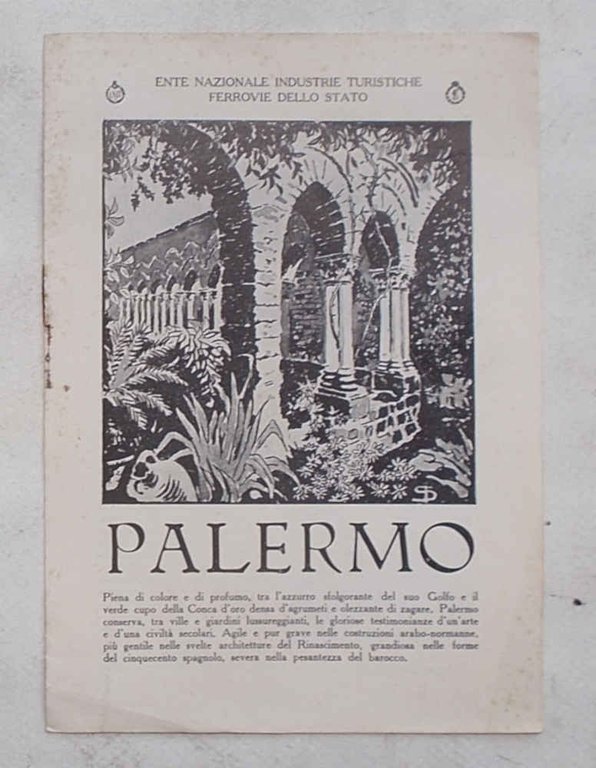 ENTE NAZIONALE INDUSTRIE TURISTICHE
FERROVIE DELLO STATO
PALERMO
Piena di colore e di profumo, tra l'azzurro sfolgorante del suo Golfo e il
verde cupo della Conca d'oro densa d'agrumeti e olezzante di zagare, Palermo
conserva, tra ville e giardini lussureggianti, le gloriose testimonianze d'un'arte
e d'una civiltà secolari. Agile e pur grave nelle costruzioni arabo-normanne,
più gentile nelle svelte architetture del Rinascimento, grandiosa nelle forme
del cinquecento spagnolo, severa nella pesantezza del barocco.